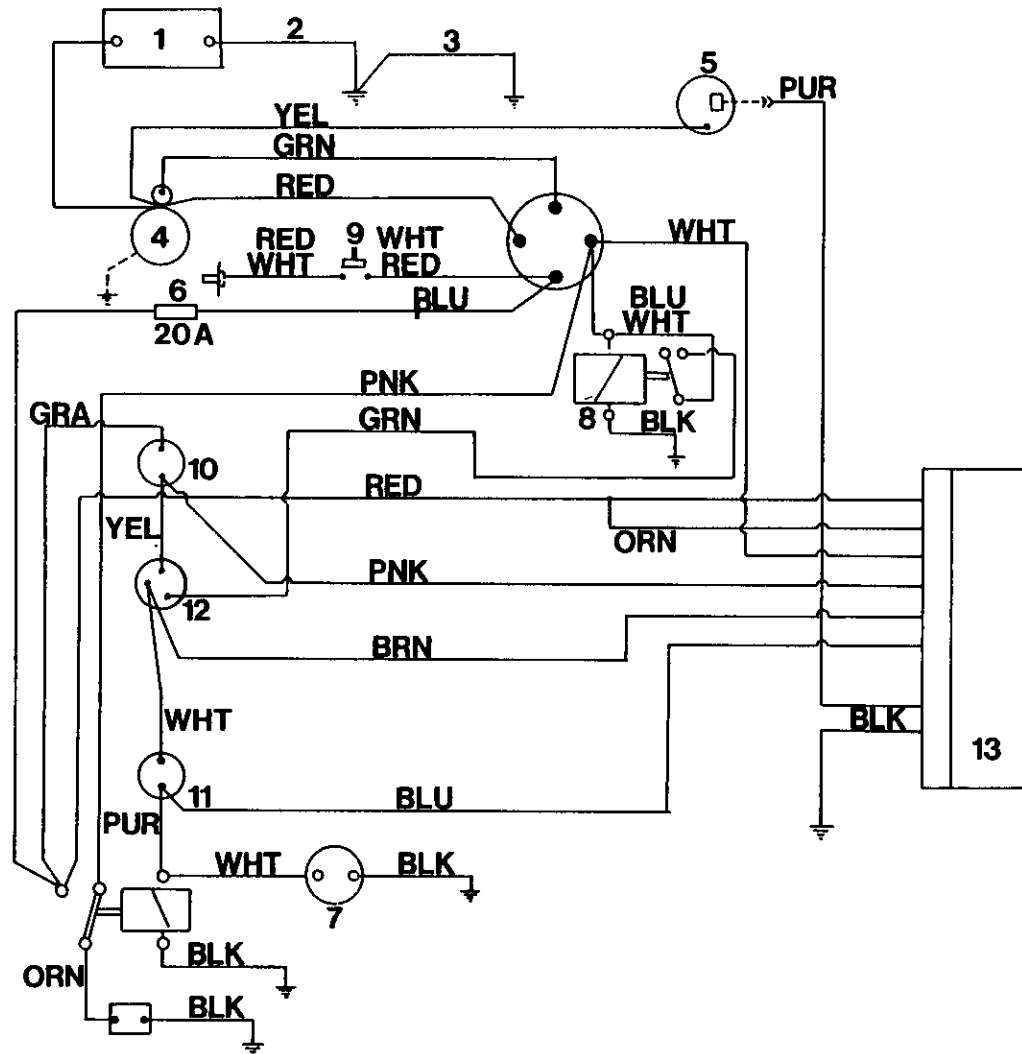 1
2
3
5
PUR
YEL
GRN
RED
4
RED
WHT
9
WHT
RED
WHT
6
20A
BLU
BLU
WHT
PNK
8
BLK
GRA
GRN
10
RED
YEL
ORN
PNK
12
BRN
WHT
BLK
13
11
BLU
PUR
WHT
BLK
7
BLK
ORN
BLK